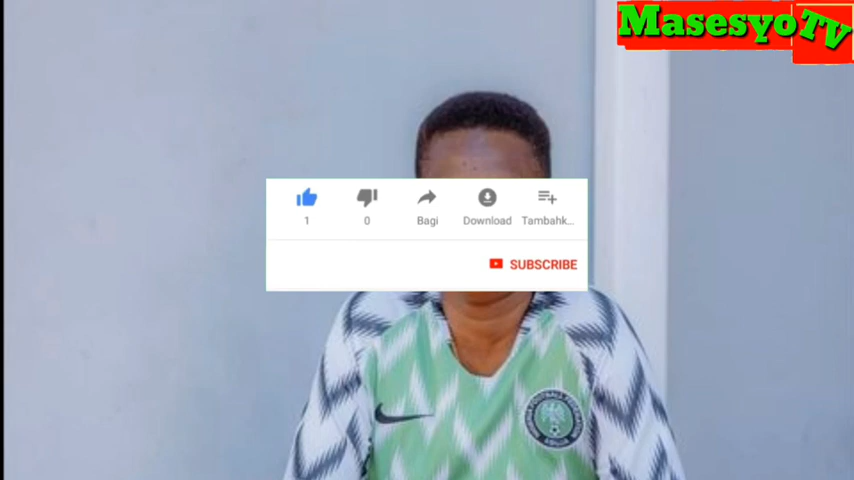 MasesyoTV
1
0
Bagi
Download
Tambahk...
SUBSCRIBE